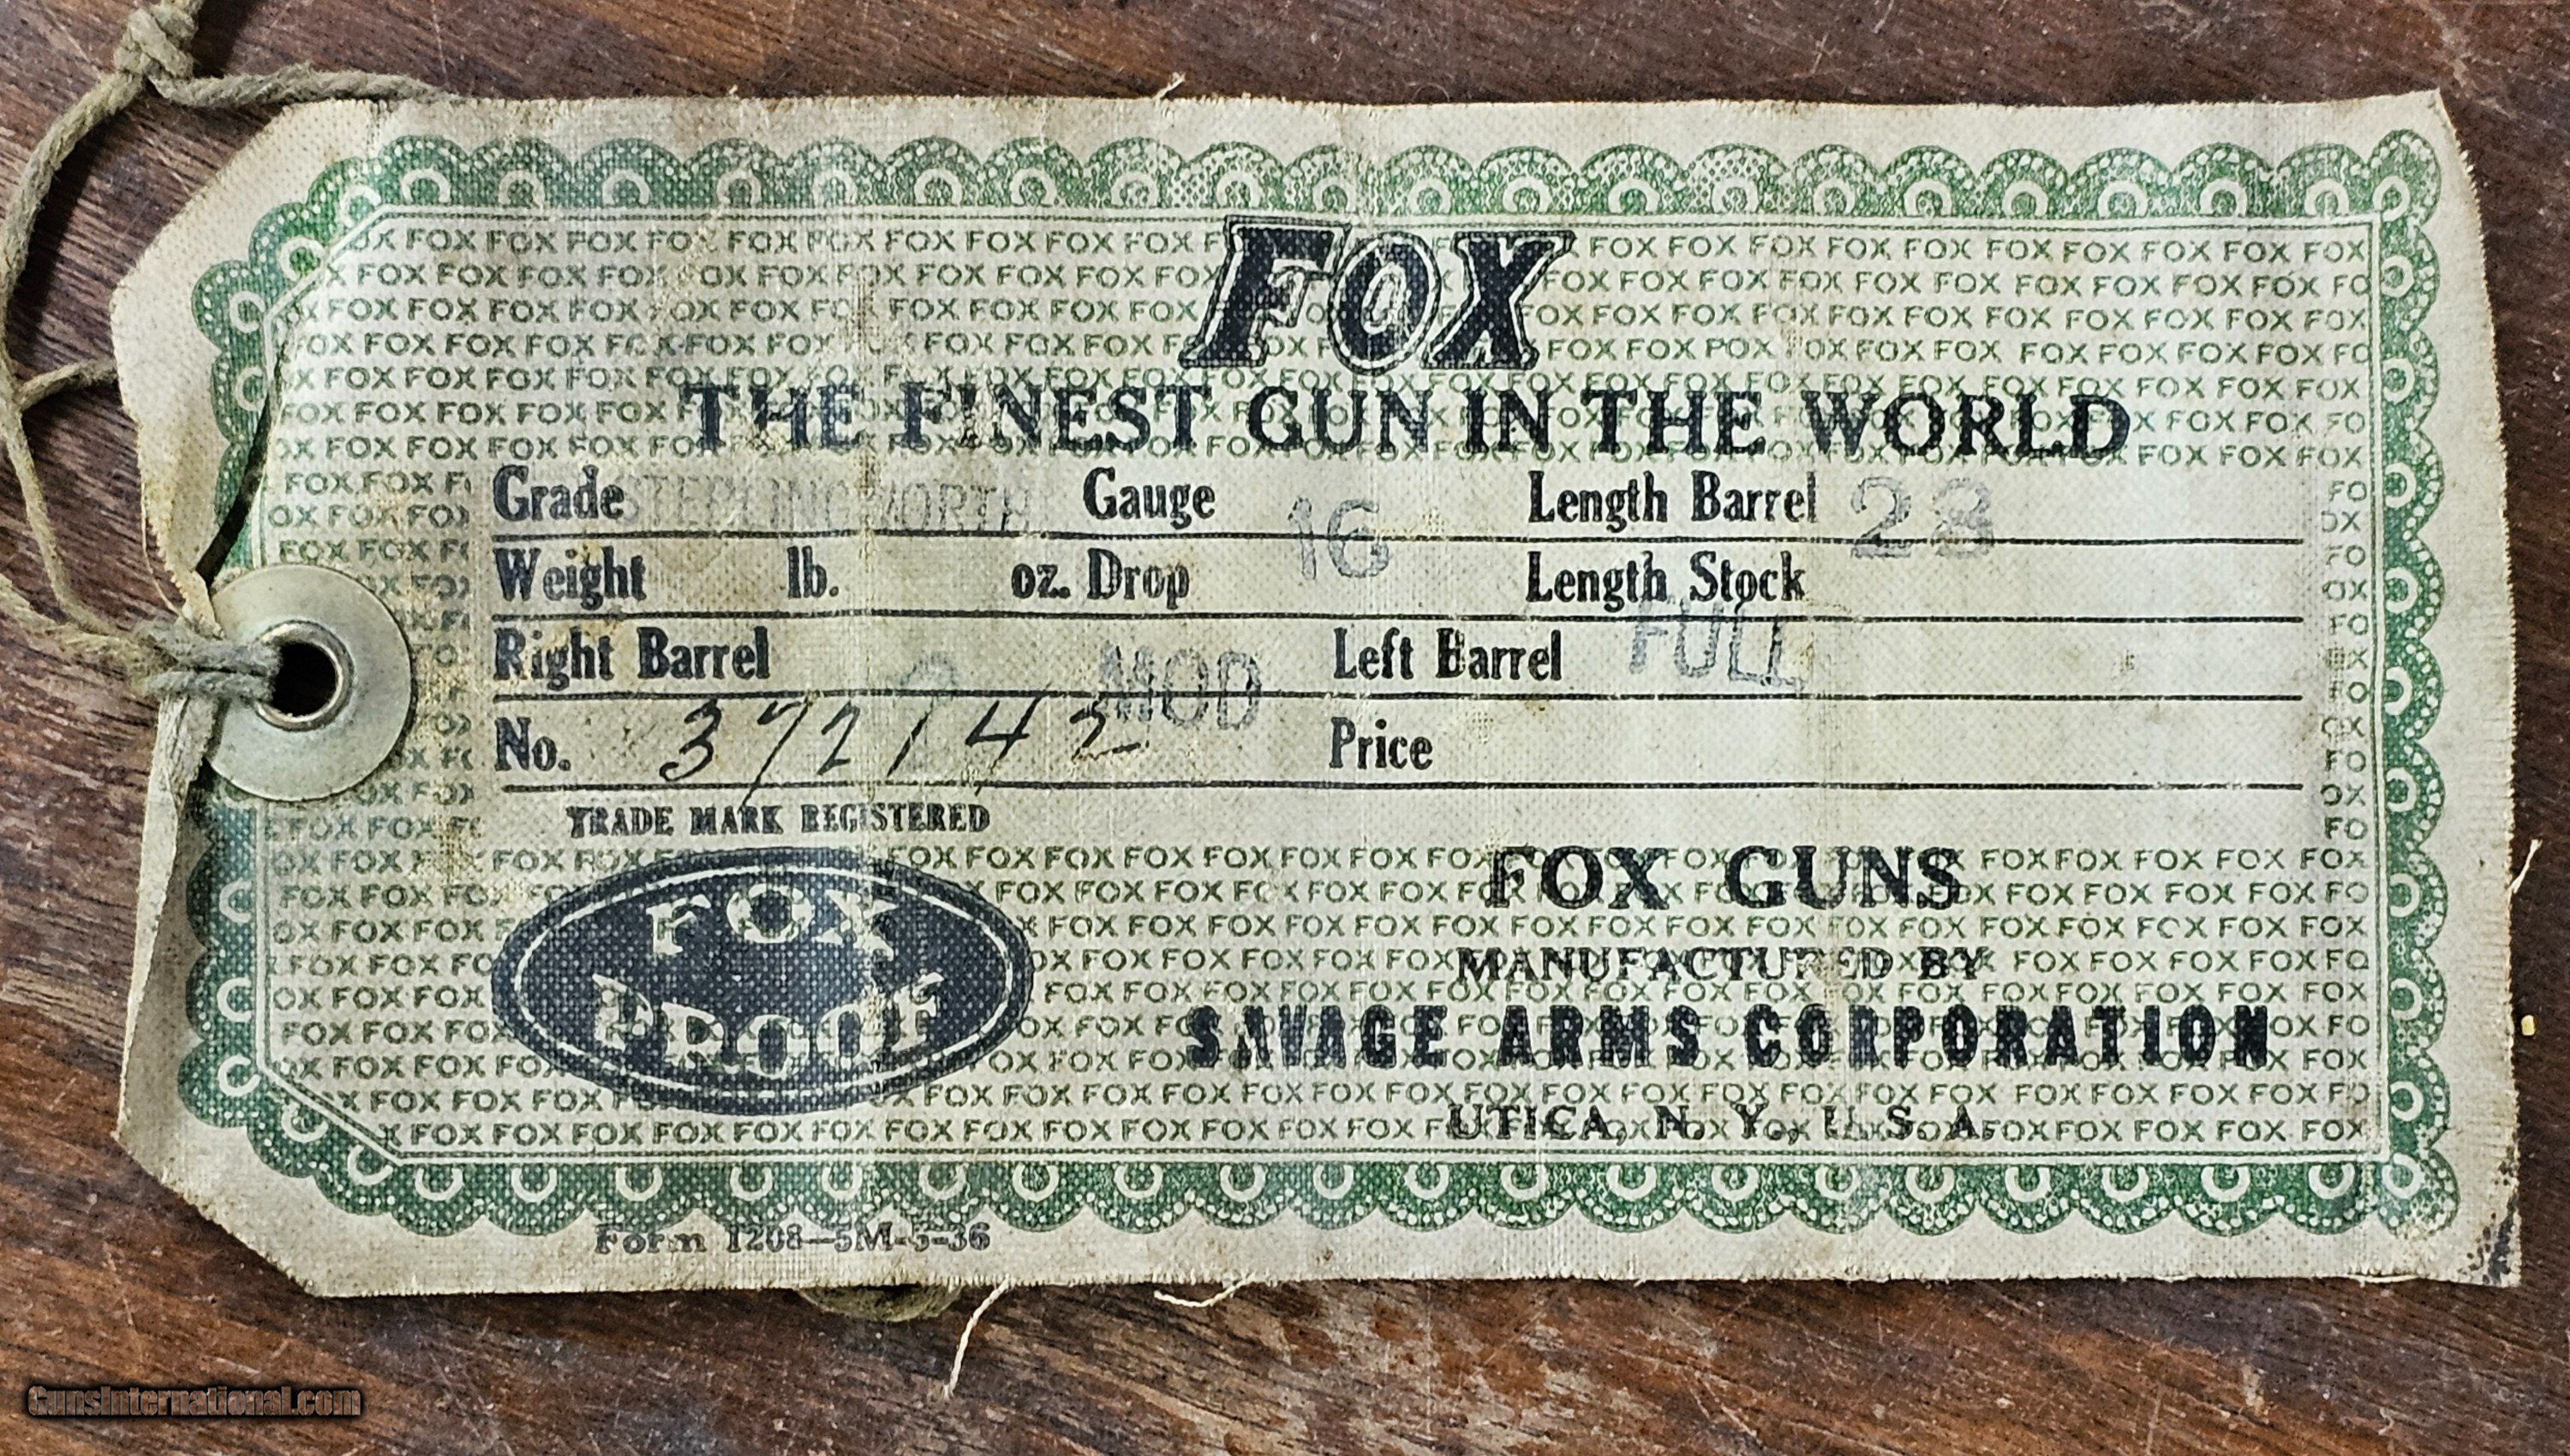 FOX
THE FINEST GUN IN THE WORLD
Grade STERLINGWORTH Gauge 16 Length Barrel 28
Weight lb. oz. Drop Length Stock
Right Barrel MOD Left Barrel FULL
No. 372142 Price
TRADE MARK REGISTERED
FOX
PROOF
FOX GUNS
MANUFACTURED BY
SAVAGE ARMS CORPORATION
UTICA, N. Y., U. S. A.
Form 1208—5M-5-36
GunsInternational.com